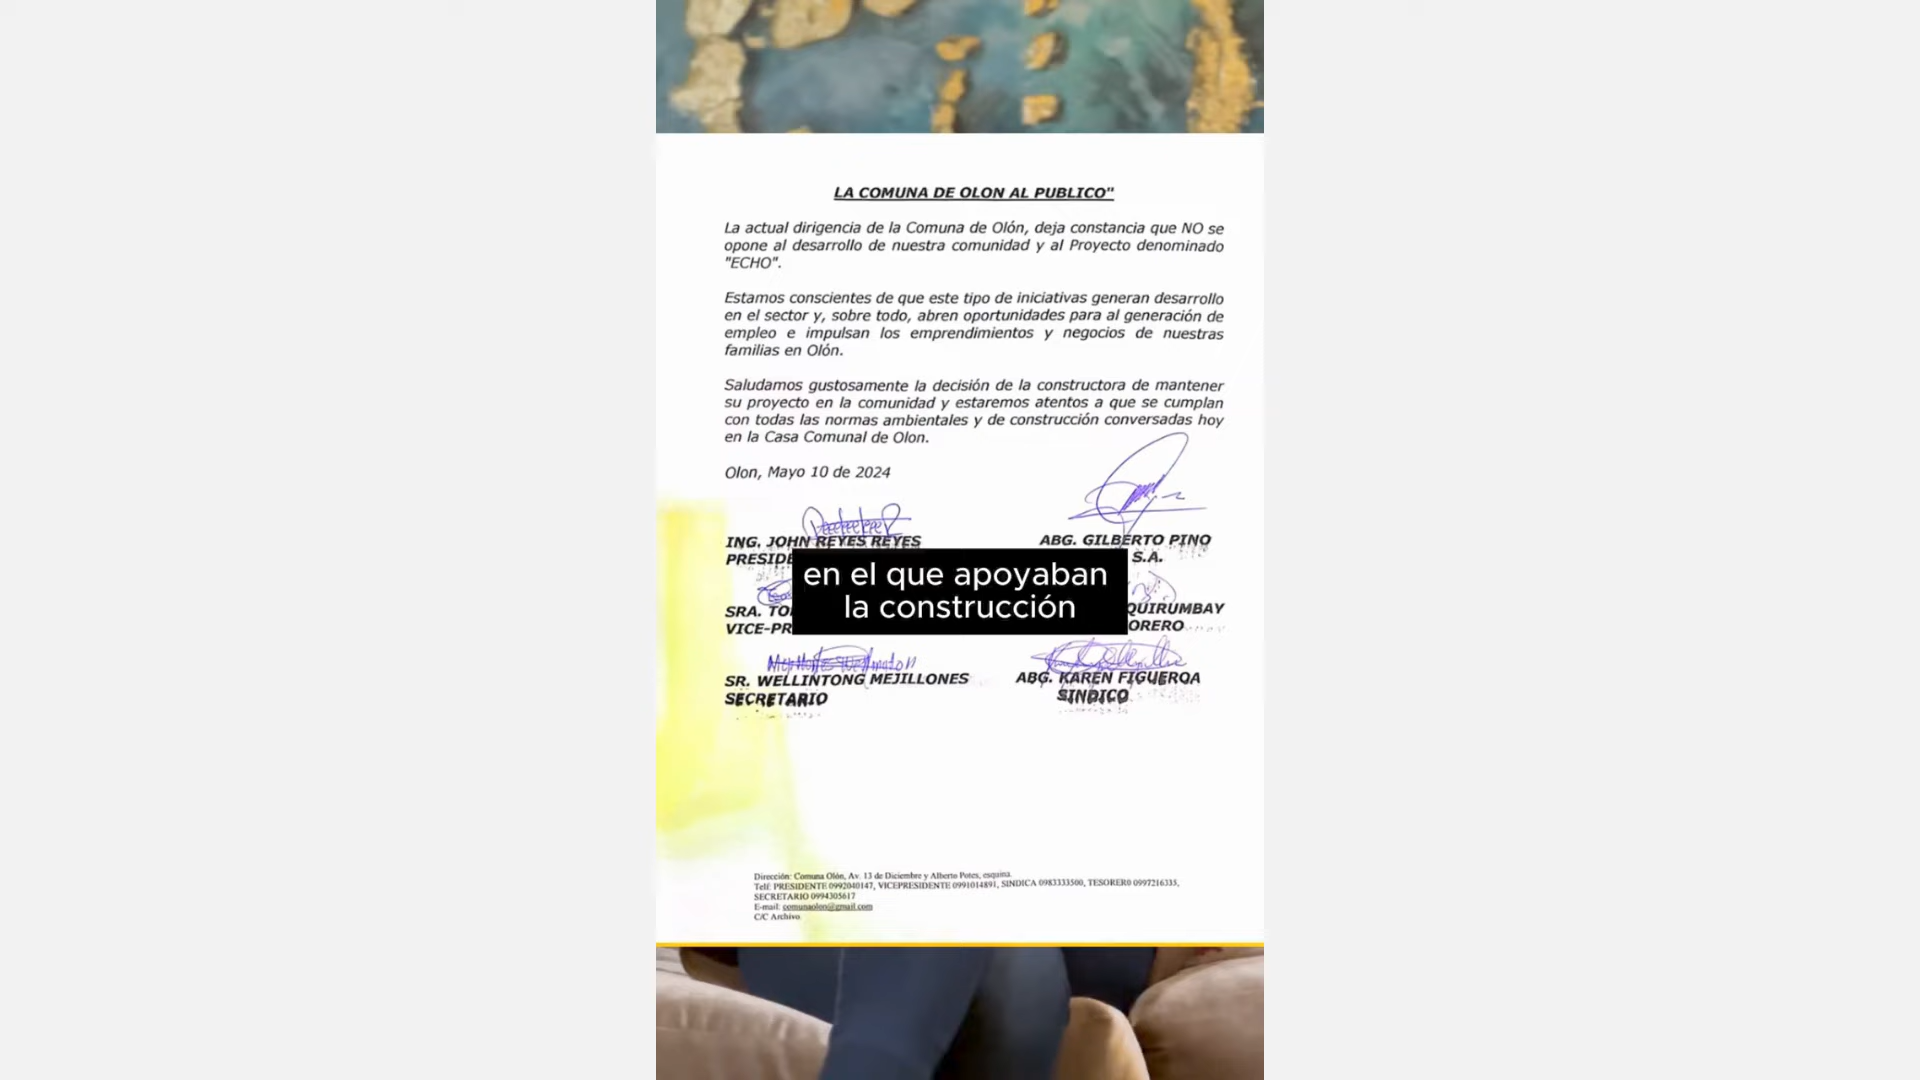 LA COMUNA DE OLON AL PUBLICO"
La actual dirigencia de la Comuna de Olón, deja constancia que NO se
opone al desarrollo de nuestra comunidad y al Proyecto denominado
"ECHO".
Estamos conscientes de que este tipo de iniciativas generan desarrollo
en el sector y, sobre todo, abren oportunidades para al generación de
empleo e impulsan los emprendimientos y negocios de nuestras
familias en Olón.
Saludamos gustosamente la decisión de la constructora de mantener
su proyecto en la comunidad y estaremos atentos a que se cumplan
con todas las normas ambientales y de construcción conversadas hoy
en la Casa Comunal de Olon.
Olon, Mayo 10 de 2024
ING. JOHN REYES REYES
ABG. GILBERTO PINO
S.A.
en el que apoyaban
la construcción
SRA.
QUIRUMBAY
SR. WELLINTONG MEJILLONES
ABG. KAREN FIGUEROA
SECRETARIO
SINDICO
Dirección: Comuna Olón, Av. 13 de Diciembre y Alberto Potes, esquina.
Telf: PRESIDENTE 0992040147, VICEPRESIDENTE 0991014891, SINDICA 0983333500, TESORERO 0997216335,
SECRETARIO 0994305617
E-mail: comunaolon@gmail.com
C/C Archivo